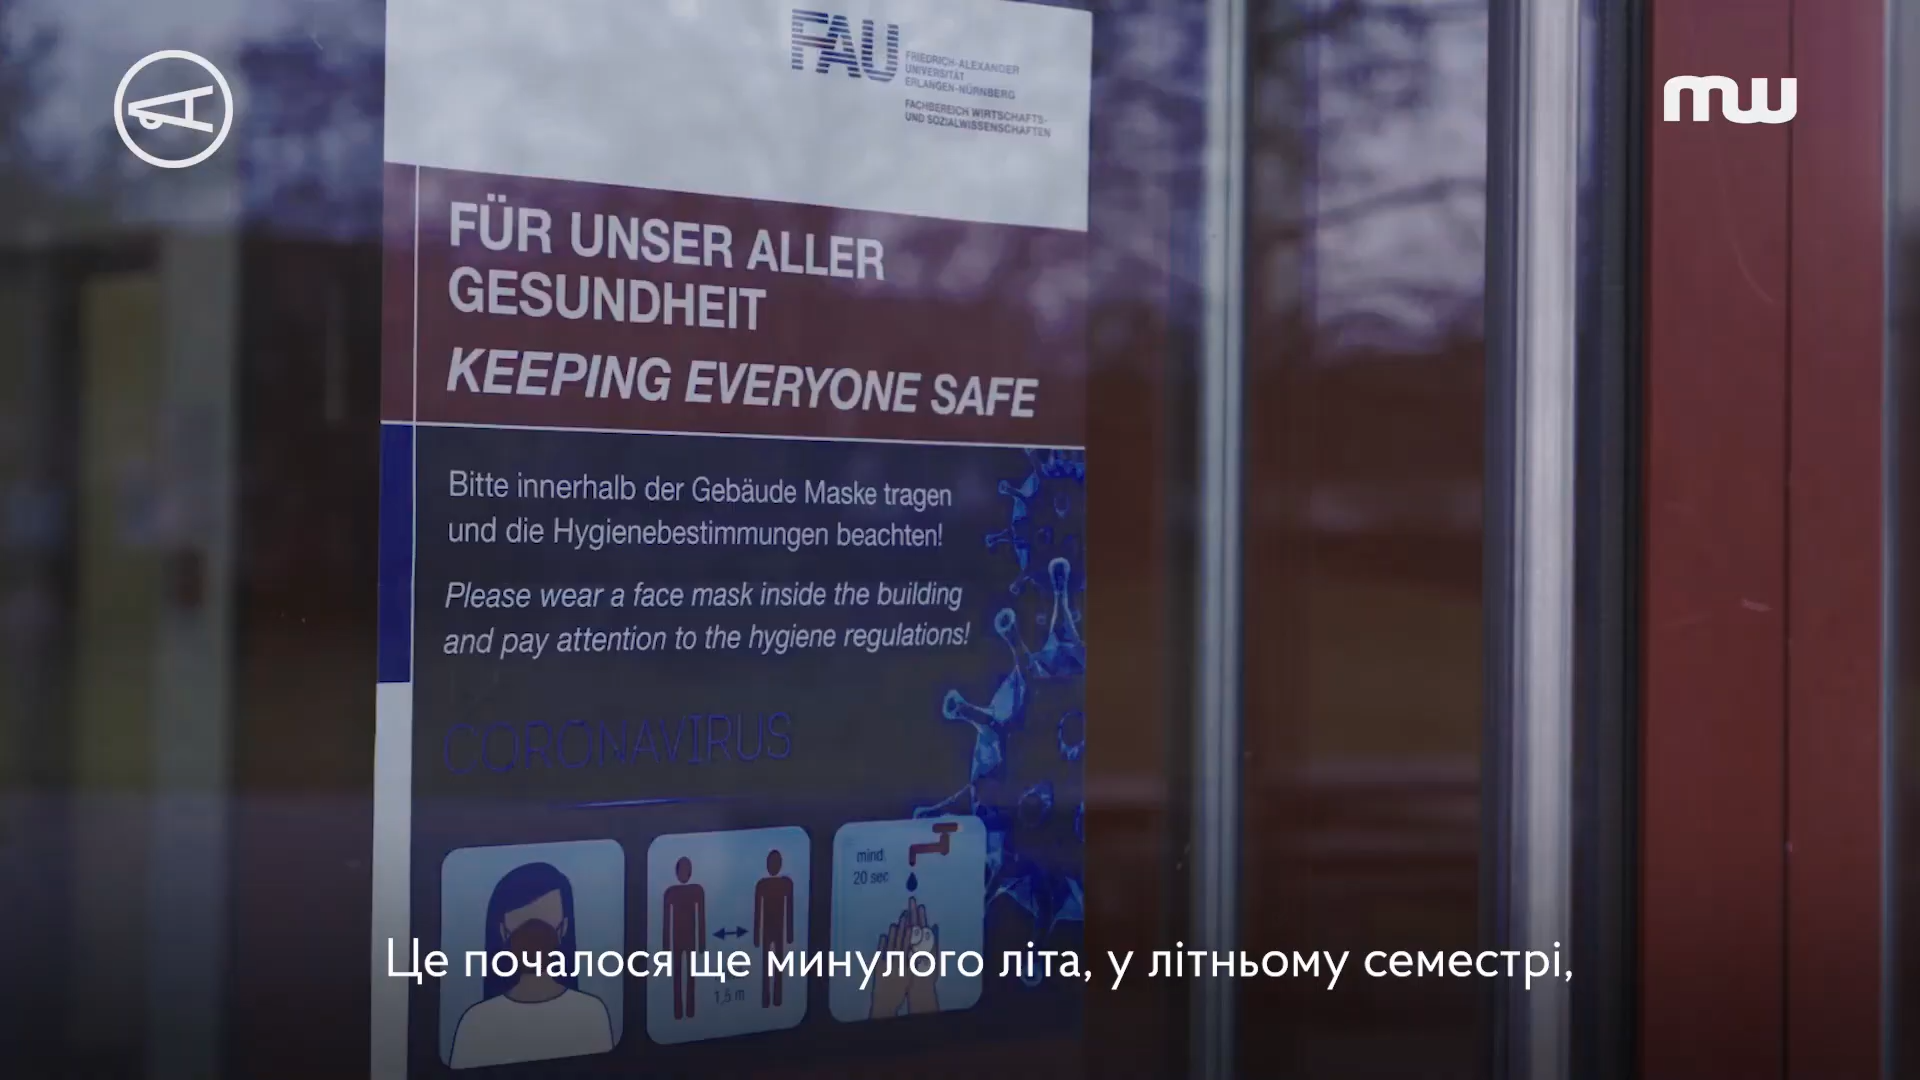 FAU
FRIEDRICH-ALEXANDER
UNIVERSITÄT
ERLANGEN-NÜRNBERG
FACHBEREICH WIRTSCHAFTS-
UND SOZIALWISSENSCHAFTEN
mw
FÜR UNSER ALLER
GESUNDHEIT
KEEPING EVERYONE SAFE
Bitte innerhalb der Gebäude Maske tragen
und die Hygienebestimmungen beachten!
Please wear a face mask inside the building
and pay attention to the hygiene regulations!
CORONAVIRUS
mind.
20 sec
1,5 m
Це почалося ще минулого літа, у літньому семестрі,